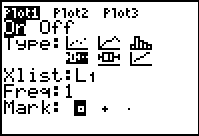 Plot1 Plot2 Plot3
On Off
Type:
Xlist:L1
Freq:1
Mark: + .